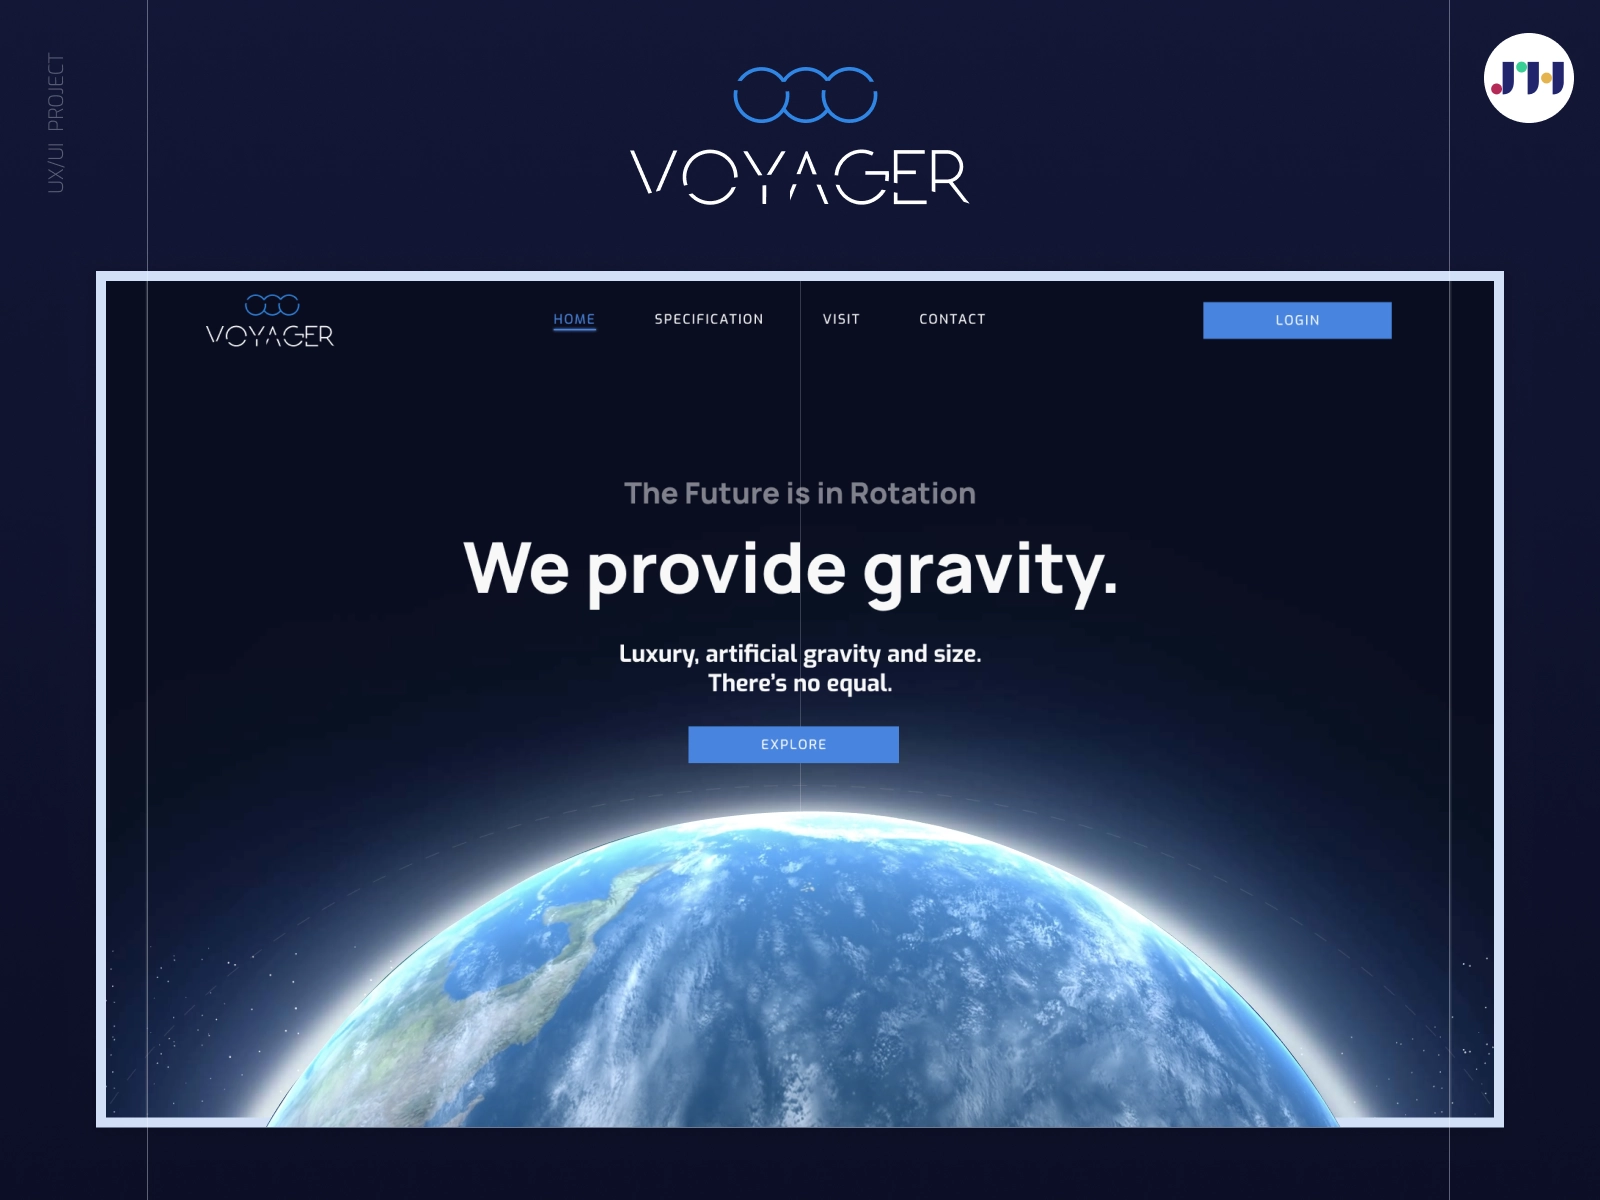 UX/UI PROJECT
VOYAGER
JH
VOYAGER
HOME
SPECIFICATION
VISIT
CONTACT
LOGIN
The Future is in Rotation
We provide gravity.
Luxury, artificial gravity and size.
There's no equal.
EXPLORE